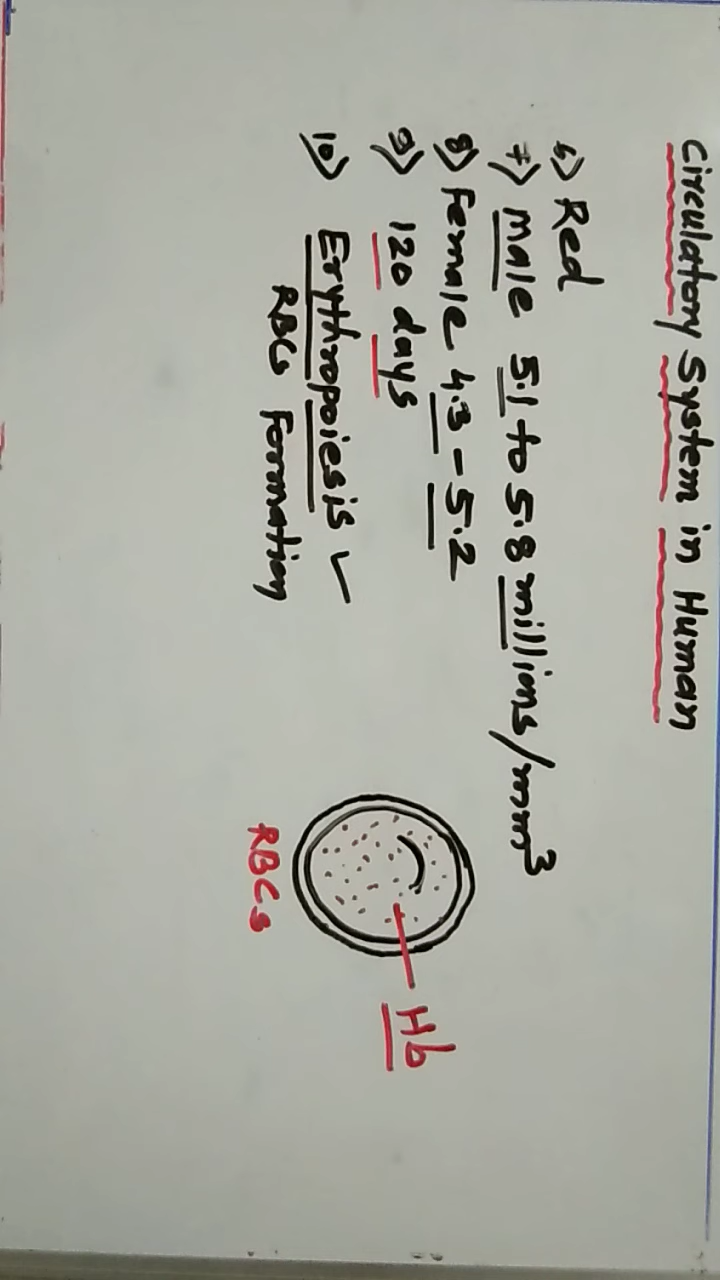 Circulatory System in Human
6) Red
7) male 5.1 to 5.8 millions/mm³
8) Female 4.3 - 5.2
9) 120 days
10) Erythropoiesis ✓
RBCs Formation
Hb
RBCs